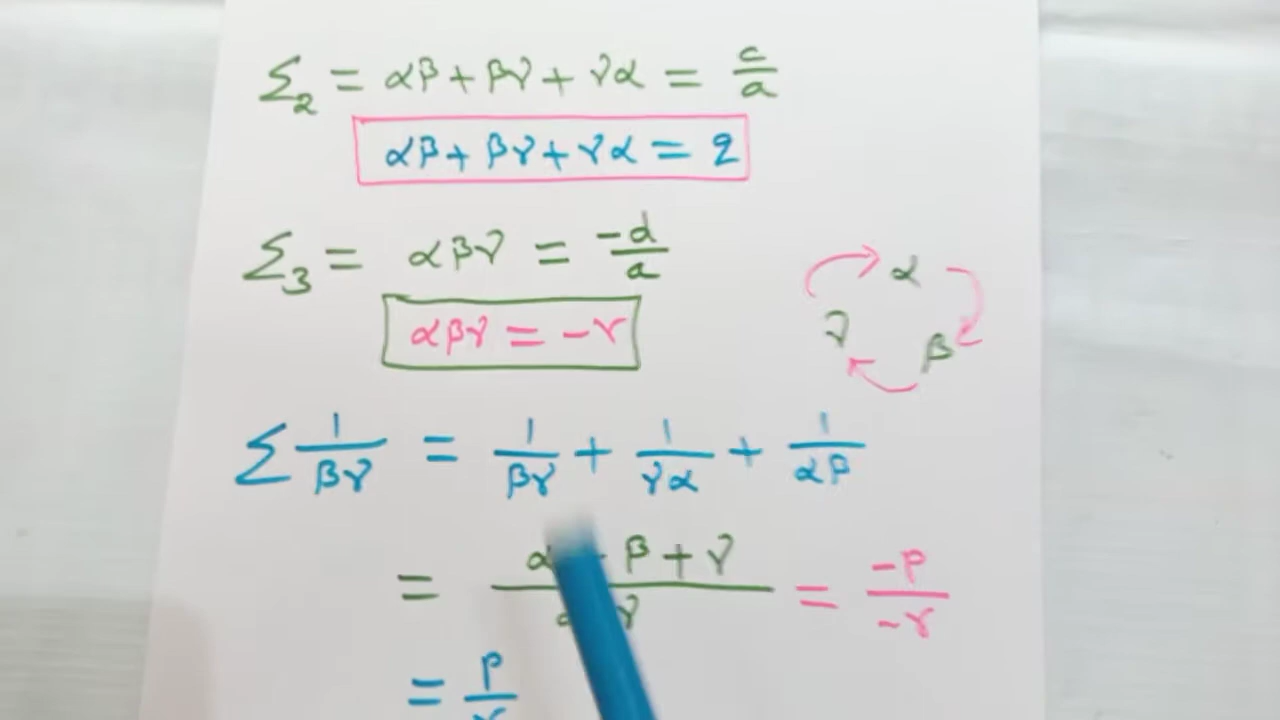 Σ₂ = αβ + βγ + γα = c/a
αβ + βγ + γα = q
Σ₃ = αβγ = -d/a
αβγ = -r
α
γ
β
Σ 1/βγ = 1/βγ + 1/γα + 1/αβ
= α + β + γ / γ = -p/-r
= p/r